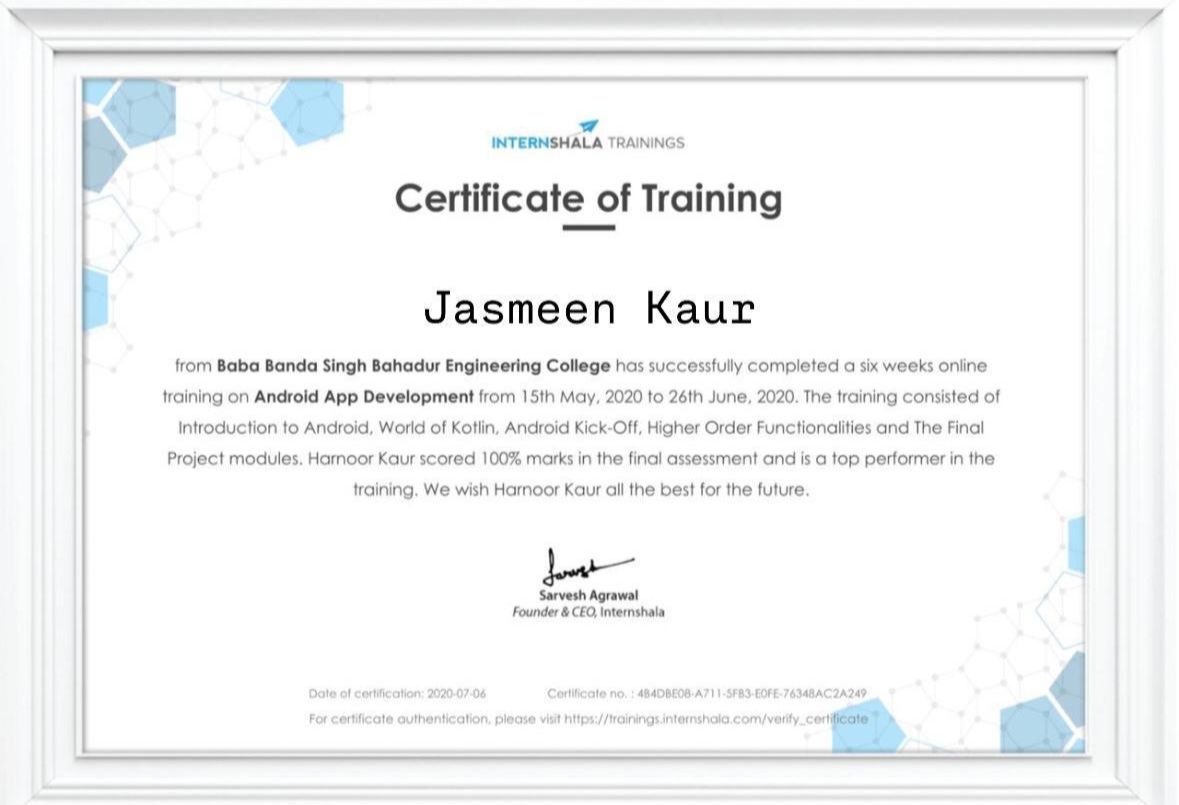 INTERNSHALA TRAININGS
Certificate of Training
Jasmeen Kaur
from Baba Banda Singh Bahadur Engineering College has successfully completed a six weeks online
training on Android App Development from 15th May, 2020 to 26th June, 2020. The training consisted of
Introduction to Android, World of Kotlin, Android Kick-Off, Higher Order Functionalities and The Final
Project modules. Harnoor Kaur scored 100% marks in the final assessment and is a top performer in the
training. We wish Harnoor Kaur all the best for the future.
Sarvesh
Sarvesh Agrawal
Founder & CEO, Internshala
Date of certification: 2020-07-06 Certificate no. : 4B4DBE08-A711-5FB3-E0FE-76348AC2A249
For certificate authentication, please visit https://trainings.internshala.com/verify_certificate